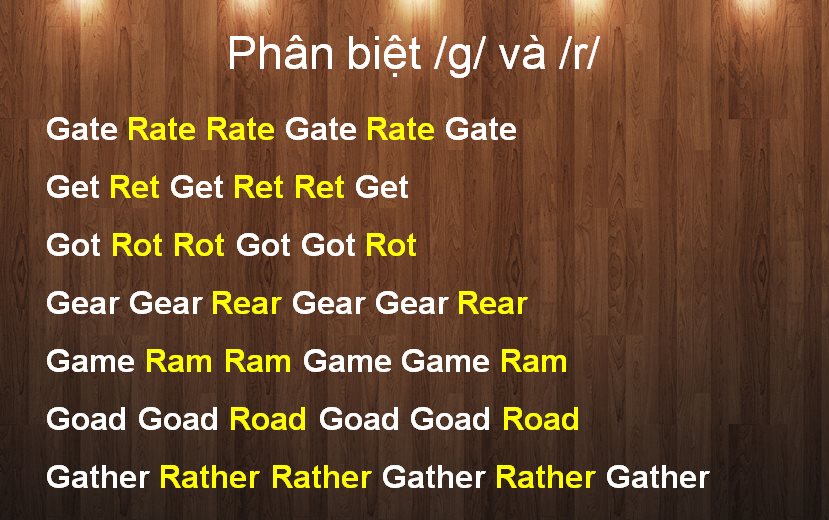 Phân biệt /g/ và /r/
Gate Rate Rate Gate Rate Gate
Get Ret Get Ret Ret Get
Got Rot Rot Got Got Rot
Gear Gear Rear Gear Gear Rear
Game Ram Ram Game Game Ram
Goad Goad Road Goad Goad Road
Gather Rather Rather Gather Rather Gather